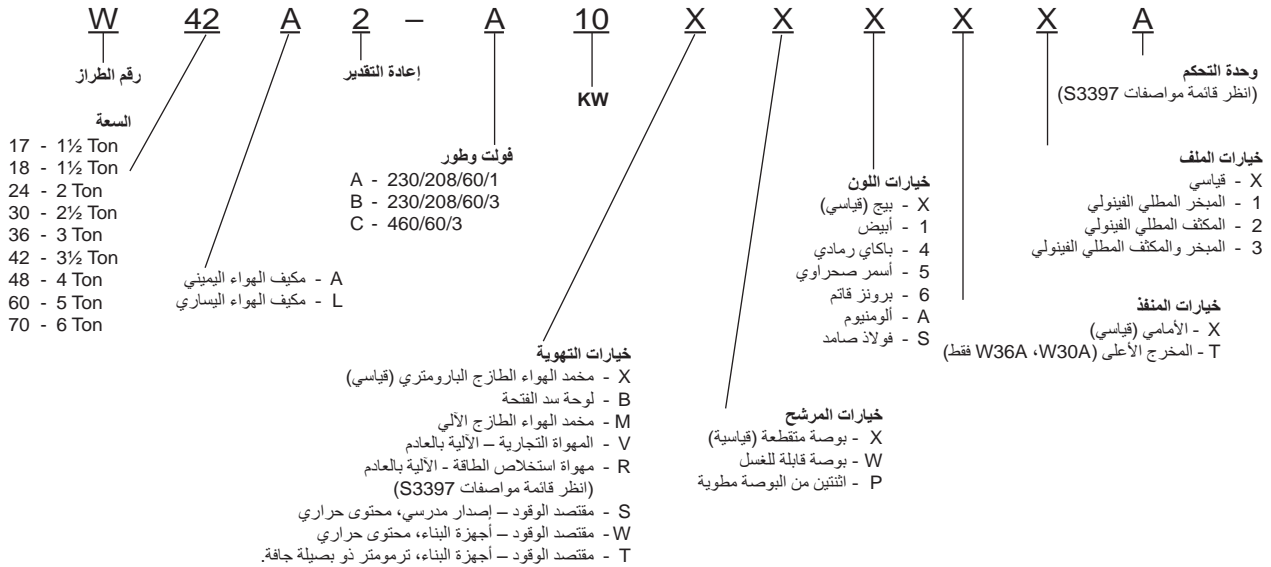 W 42 A 2 – A 10 X X X X X A
رقم الطراز
إعادة التقدير
KW
وحدة التحكم
(انظر قائمة مواصفات S3397)
السعة
17 - 1½ Ton
18 - 1½ Ton
24 - 2 Ton
30 - 2½ Ton
36 - 3 Ton
42 - 3½ Ton
48 - 4 Ton
60 - 5 Ton
70 - 6 Ton
A - مكيف الهواء اليميني
L - مكيف الهواء اليساري
فولت وطور
A - 230/208/60/1
B - 230/208/60/3
C - 460/60/3
خيارات التهوية
X - مخمد الهواء الطازج البارومتري (قياسي)
B - لوحة سد الفتحة
M - مخمد الهواء الطازج الآلي
V - المهواة التجارية – الآلية بالعادم
R - مهواة استخلاص الطاقة - الآلية بالعادم
(انظر قائمة مواصفات S3397)
S - مقتصد الوقود – إصدار مدرسي، محتوى حراري
W - مقتصد الوقود – أجهزة البناء، محتوى حراري
T - مقتصد الوقود – أجهزة البناء، ترمومتر ذو بصيلة جافة.
خيارات المرشح
X - بوصة متقطعة (قياسية)
W - بوصة قابلة للغسل
P - اثنتين من البوصة مطوية
خيارات اللون
X - بيج (قياسي)
1 - أبيض
4 - باكاي رمادي
5 - أسمر صحراوي
6 - برونز قاتم
A - ألومنيوم
S - فولاذ صامد
خيارات المنفذ
X - الأمامي (قياسي)
T - المخرج الأعلى (W30A، W36A فقط)
خيارات الملف
X - قياسي
1 - المبخر المطلي الفينولي
2 - المكثف المطلي الفينولي
3 - المبخر والمكثف المطلي الفينولي